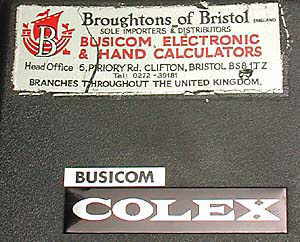 B
Broughtons of Bristol ENGLAND
SOLE IMPORTERS & DISTRIBUTORS
BUSICOM, ELECTRONIC
& HAND CALCULATORS
Head Office 5, PRIORY Rd, CLIFTON, BRISTOL BS8 1TZ
Tel: 0272 - 39181
BRANCHES THROUGHOUT THE UNITED KINGDOM.
BUSICOM
COLEX